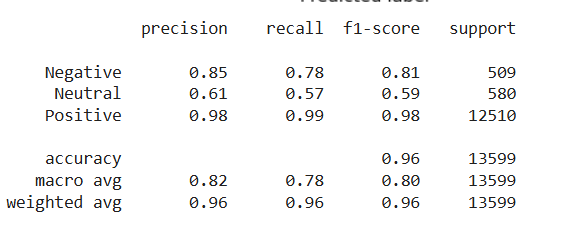 Predicted label
precision recall f1-score support
Negative 0.85 0.78 0.81 509
Neutral 0.61 0.57 0.59 580
Positive 0.98 0.99 0.98 12510
accuracy 0.96 13599
macro avg 0.82 0.78 0.80 13599
weighted avg 0.96 0.96 0.96 13599